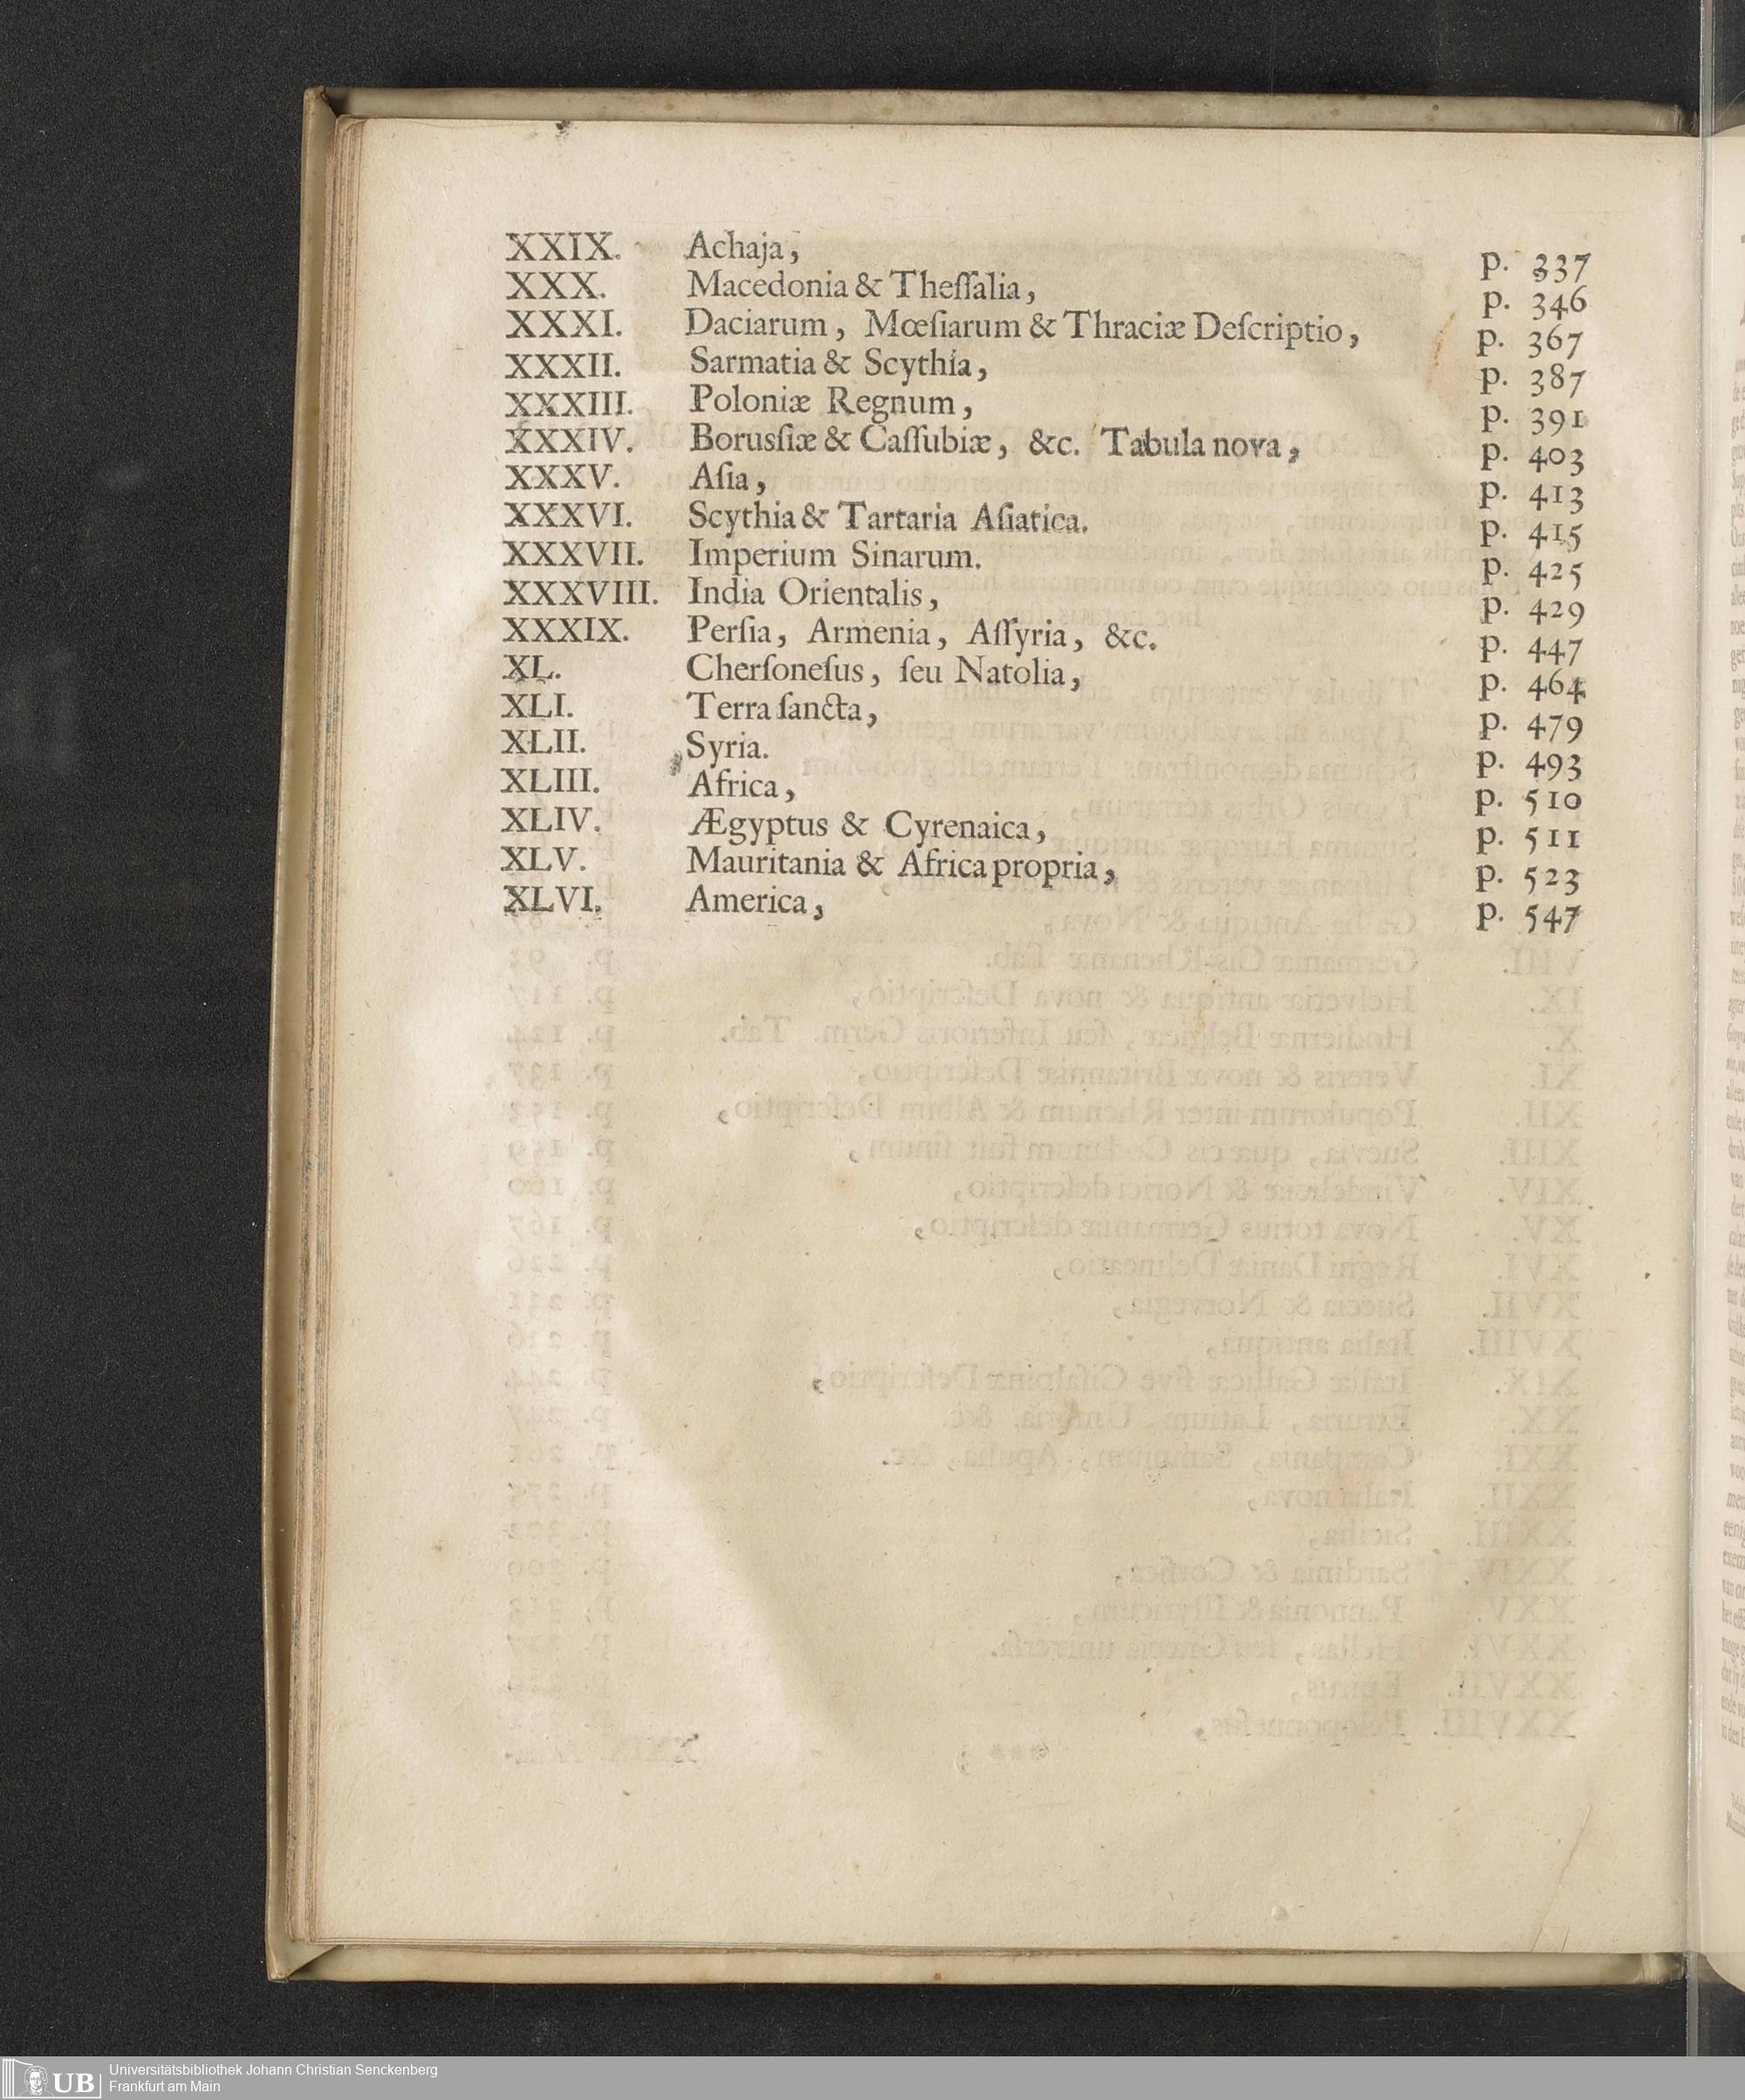 XXIX. Achaja, p. 337
XXX. Macedonia & Theſſalia, p. 346
XXXI. Daciarum, Mœſiarum & Thraciæ Deſcriptio, p. 367
XXXII. Sarmatia & Scythia, p. 387
XXXIII. Poloniæ Regnum, p. 391
XXXIV. Borusſiæ & Caſſubiæ, &c. Tabula nova, p. 403
XXXV. Aſia, p. 413
XXXVI. Scythia & Tartaria Aſiatica. p. 415
XXXVII. Imperium Sinarum. p. 425
XXXVIII. India Orientalis, p. 429
XXXIX. Perſia, Armenia, Aſſyria, &c. p. 447
XL. Cherſoneſus, ſeu Natolia, p. 464
XLI. Terra ſancta, p. 479
XLII. Syria. p. 493
XLIII. Africa, p. 510
XLIV. Ægyptus & Cyrenaica, p. 511
XLV. Mauritania & Africa propria, p. 523
XLVI. America, p. 547
UB
Universitätsbibliothek Johann Christian Senckenberg
Frankfurt am Main